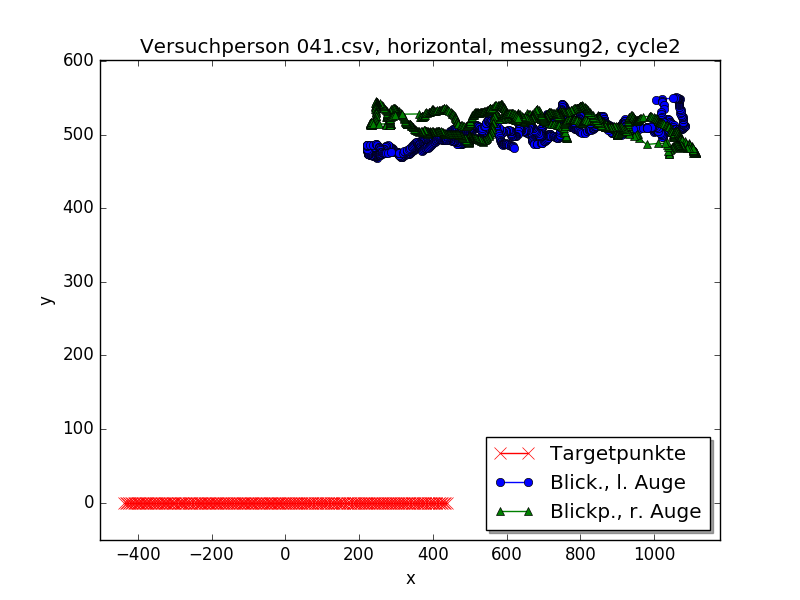 Versuchperson 041.csv, horizontal, messung2, cycle2
600
500
400
300
200
100
0
y
−400 −200 0 200 400 600 800 1000
x
Targetpunkte
Blick., l. Auge
Blickp., r. Auge